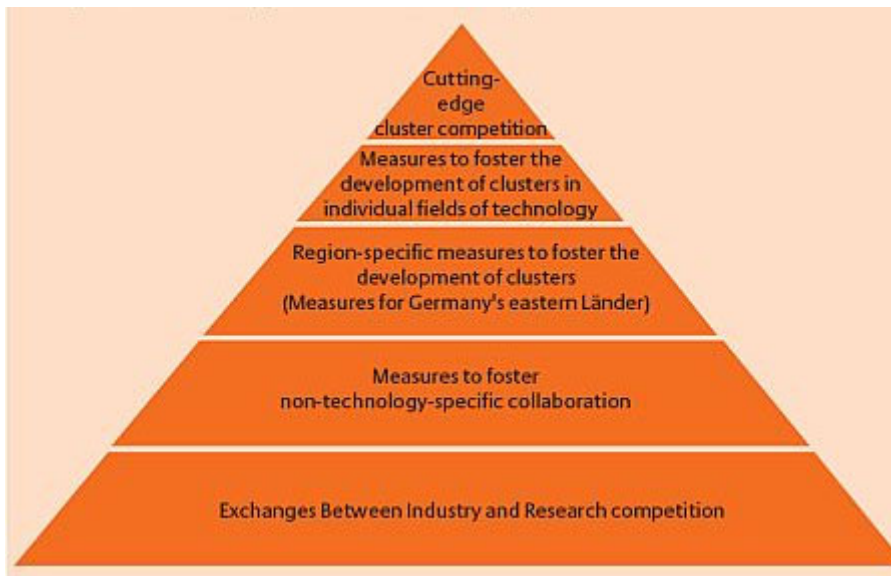 Cutting-
edge
cluster competition
Measures to foster the
development of clusters in
individual fields of technology
Region-specific measures to foster the
development of clusters
(Measures for Germany's eastern Länder)
Measures to foster
non-technology-specific collaboration
Exchanges Between Industry and Research competition